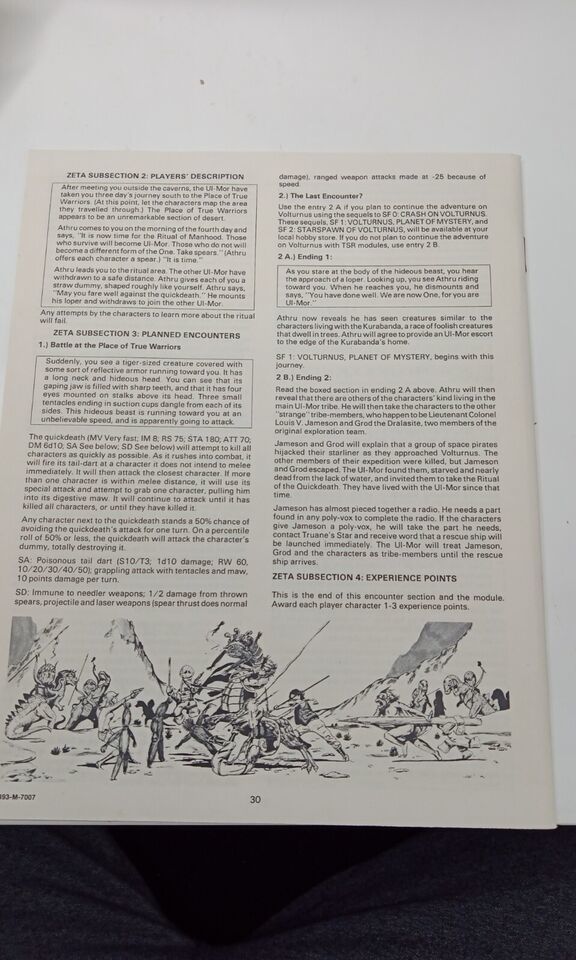 ZETA SUBSECTION 2: PLAYERS' DESCRIPTION
After meeting you outside the caverns, the Ul-Mor have
taken you three day's journey south to the Place of True
Warriors. (At this point, let the characters map the area
they travelled through.) The Place of True Warriors
appears to be an unremarkable section of desert.
Athru comes to you on the morning of the fourth day and
says, "It is now time for the Ritual of Manhood. Those
who survive will become Ul-Mor. Those who do not will
become a different form of the One. Take spears." (Athru
offers each character a spear.) "It is time."
Athru leads you to the ritual area. The other Ul-Mor have
withdrawn to a safe distance. Athru gives each of you a
straw dummy, shaped roughly like yourself. Athru says,
"May you fare well against the quickdeath." He mounts
his loper and withdraws to join the other Ul-Mor.
Any attempts by the characters to learn more about the ritual
will fail.
ZETA SUBSECTION 3: PLANNED ENCOUNTERS
1.) Battle at the Place of True Warriors
Suddenly, you see a tiger-sized creature covered with
some sort of reflective armor running toward you. It has
a long neck and hideous head. You can see that its
gaping jaw is filled with sharp teeth, and that it has four
eyes mounted on stalks above its head. Three small
tentacles ending in suction cups dangle from each of its
sides. This hideous beast is running toward you at an
unbelievable speed, and is apparently going to attack.
The quickdeath (MV Very fast; IM 8; RS 75; STA 180; ATT 70;
DM 6d10; SA See below; SD See below) will attempt to kill all
characters as quickly as possible. As it rushes into combat, it
will fire its tail-dart at a character it does not intend to melee
immediately. It will then attack the closest character. If more
than one character is within melee distance, it will use its
special attack and attempt to grab one character, pulling him
into its digestive maw. It will continue to attack until it has
killed all characters, or until they have killed it.
Any character next to the quickdeath stands a 50% chance of
avoiding the quickdeath's attack for one turn. On a percentile
roll of 50% or less, the quickdeath will attack the character's
dummy, totally destroying it.
SA: Poisonous tail dart (S10/T3; 1d10 damage; RW 60,
10/20/30/40/50); grappling attack with tentacles and maw,
10 points damage per turn.
SD: Immune to needler weapons; 1/2 damage from thrown
spears, projectile and laser weapons (spear thrust does normal
damage), ranged weapon attacks made at -25 because of
speed.
2.) The Last Encounter?
Use the entry 2 A if you plan to continue the adventure on
Volturnus using the sequels to SF 0: CRASH ON VOLTURNUS.
These sequels, SF 1: VOLTURNUS, PLANET OF MYSTERY, and
SF 2: STARSPAWN OF VOLTURNUS, will be available at your
local hobby store. If you do not plan to continue the adventure
on Volturnus with TSR modules, use entry 2 B.
2 A.) Ending 1:
As you stare at the body of the hideous beast, you hear
the approach of a loper. Looking up, you see Athru riding
toward you. When he reaches you, he dismounts and
says, "You have done well. We are now One, for you are
Ul-Mor."
Athru now reveals he has seen creatures similar to the
characters living with the Kurabanda, a race of foolish creatures
that dwell in trees. Athru will agree to provide an Ul-Mor escort
to the edge of the Kurabanda's home.
SF 1: VOLTURNUS, PLANET OF MYSTERY, begins with this
journey.
2 B.) Ending 2:
Read the boxed section in ending 2 A above. Athru will then
reveal that there are others of the characters' kind living in the
main Ul-Mor tribe. He will then take the characters to the other
"strange" tribe-members, who happen to be Lieutenant Colonel
Louis V. Jameson and Grod the Dralasite, two members of the
original exploration team.
Jameson and Grod will explain that a group of space pirates
hijacked their starliner as they approached Volturnus. The
other members of their expedition were killed, but Jameson
and Grod escaped. The Ul-Mor found them, starved and nearly
dead from the lack of water, and invited them to take the Ritual
of the Quickdeath. They have lived with the Ul-Mor since that
time.
Jameson has almost pieced together a radio. He needs a part
found in any poly-vox to complete the radio. If the characters
give Jameson a poly-vox, he will take the part he needs,
contact Truane's Star and receive word that a rescue ship will
be launched immediately. The Ul-Mor will treat Jameson,
Grod and the characters as tribe-members until the rescue
ship arrives.
ZETA SUBSECTION 4: EXPERIENCE POINTS
This is the end of this encounter section and the module.
Award each player character 1-3 experience points.
393-M-7007
30